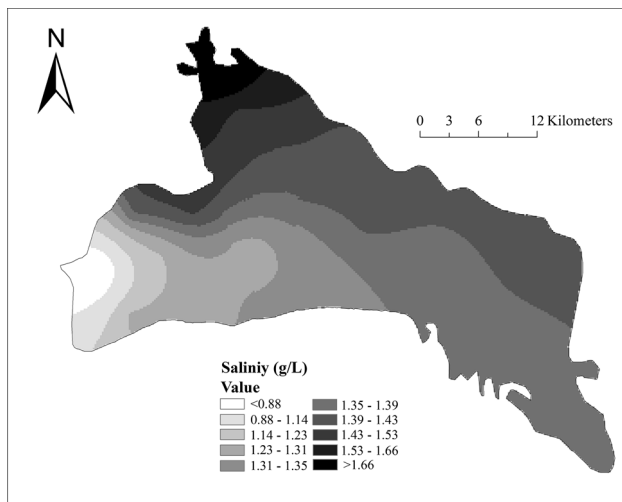 N
0 3 6 12 Kilometers
Saliniy (g/L)
Value
<0.88
0.88 - 1.14
1.14 - 1.23
1.23 - 1.31
1.31 - 1.35
1.35 - 1.39
1.39 - 1.43
1.43 - 1.53
1.53 - 1.66
>1.66